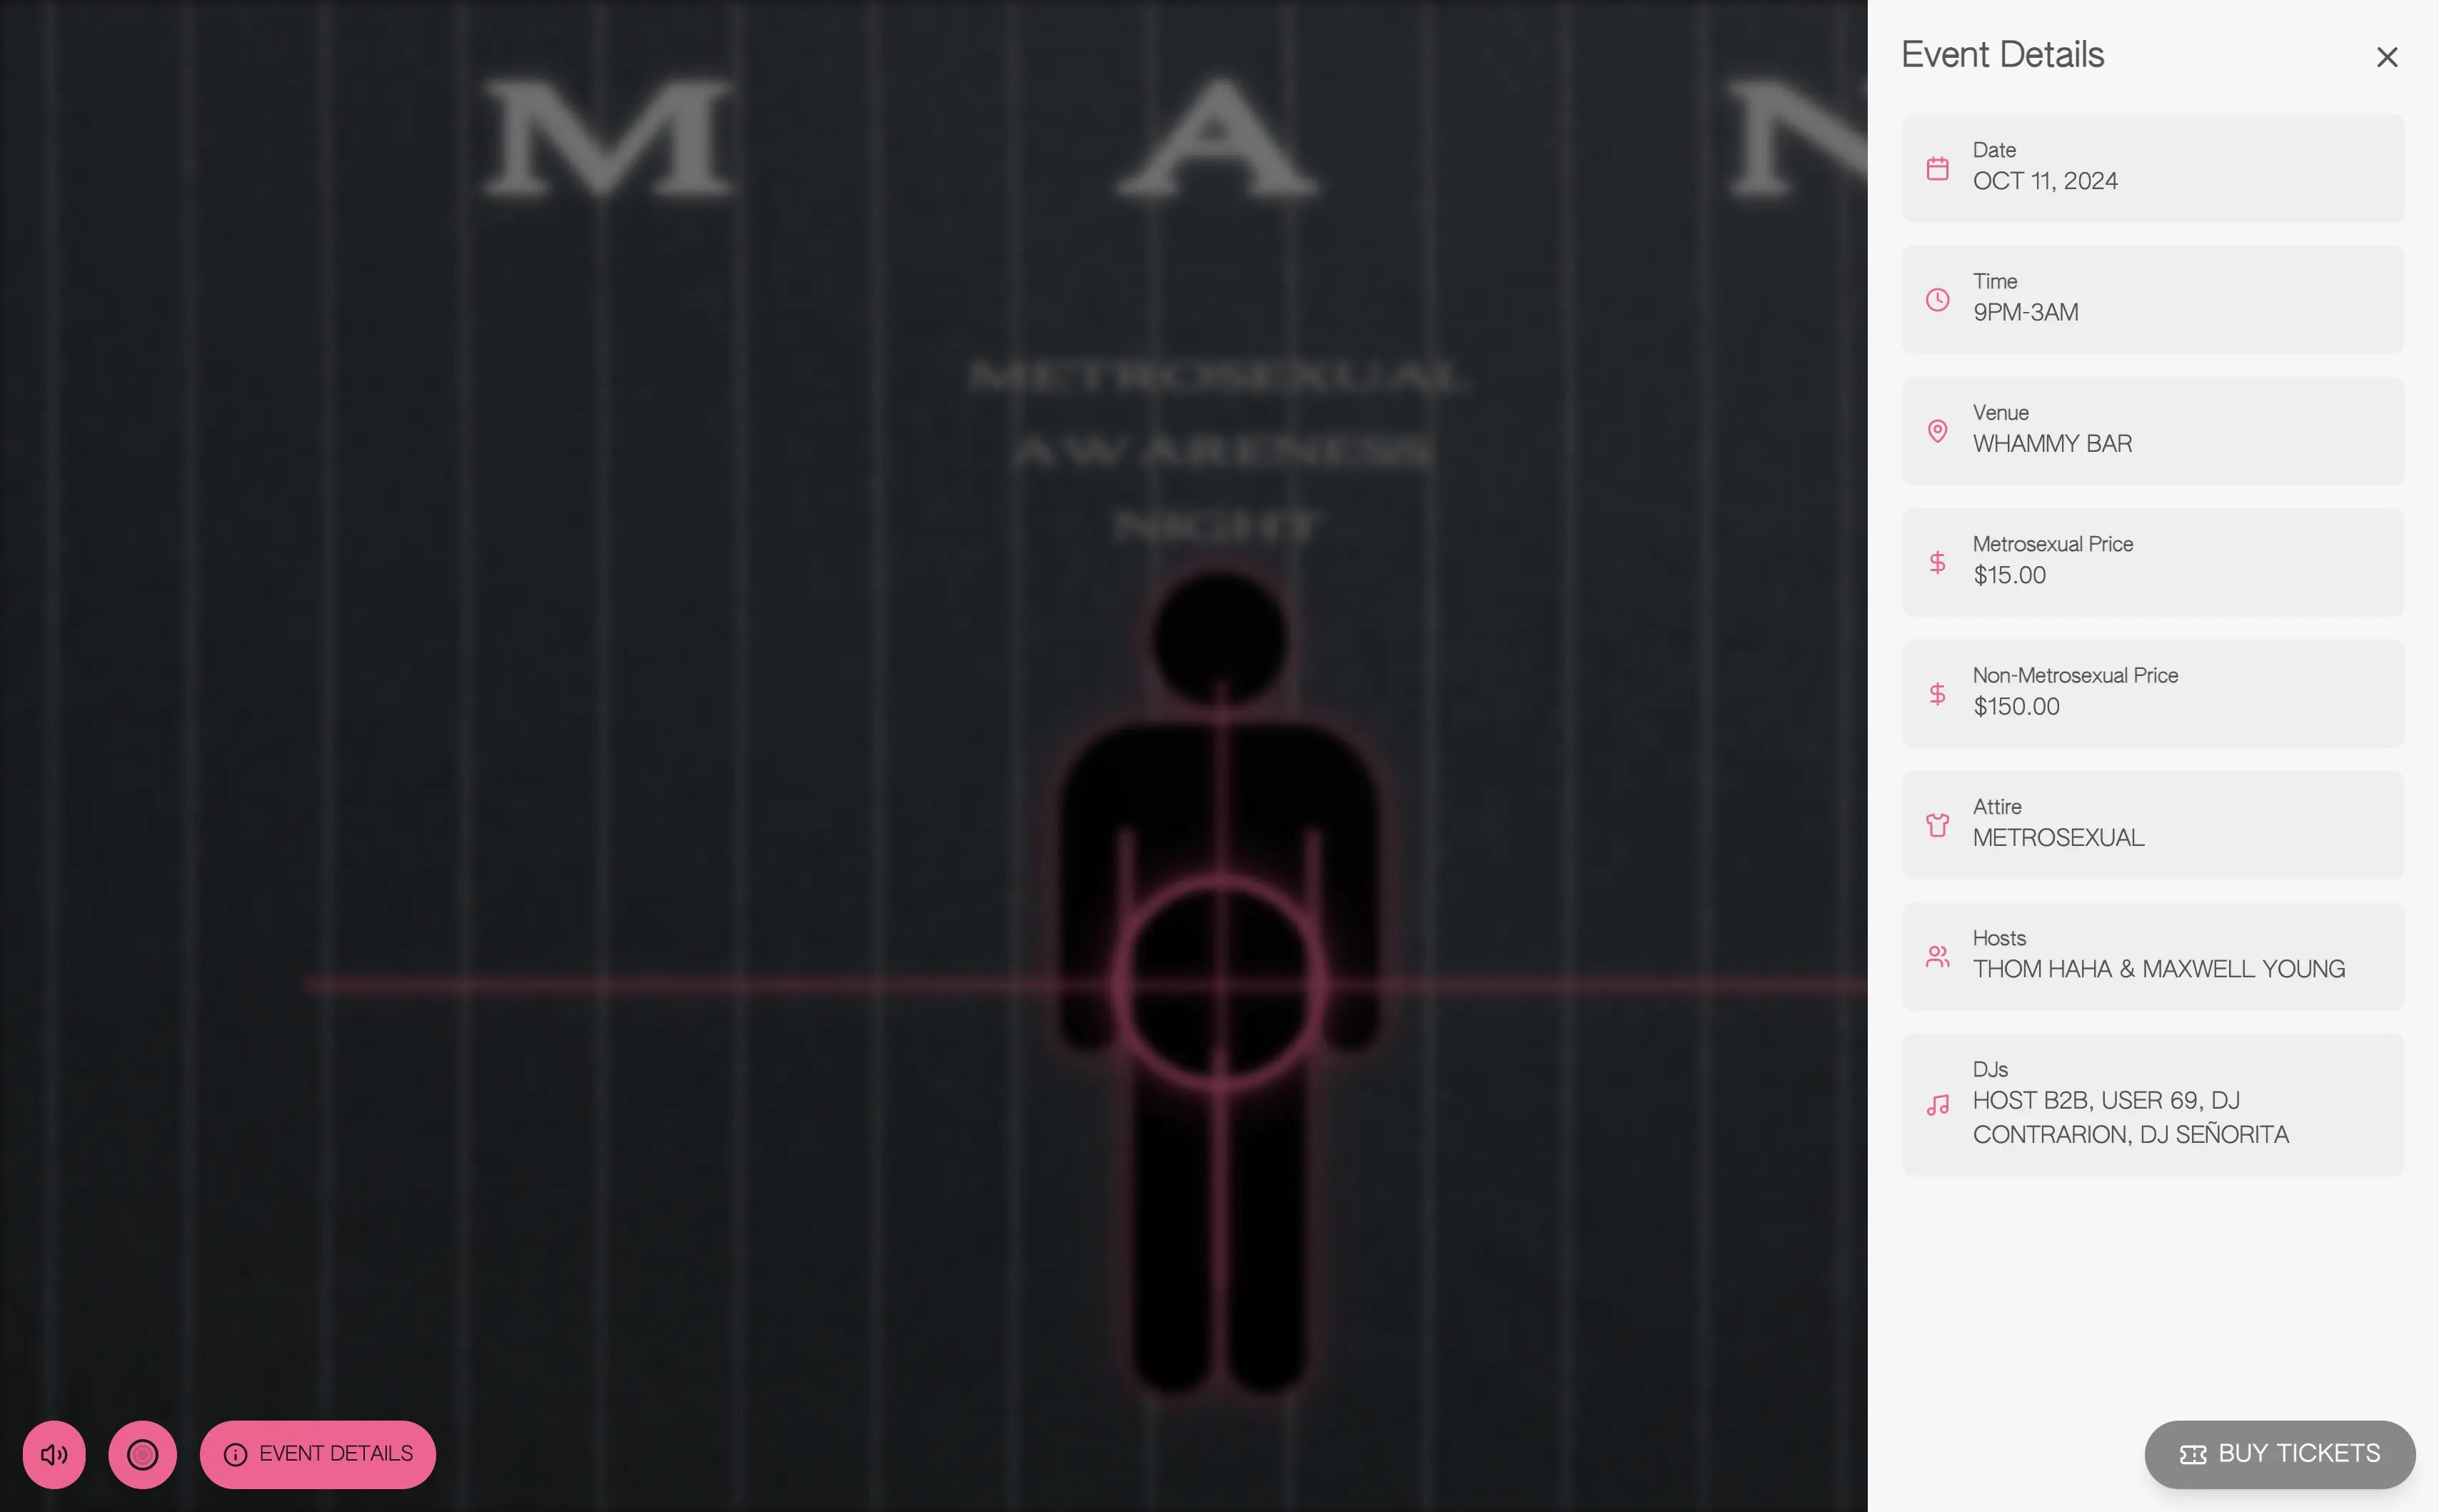 M A N
METROSEXUAL
AWARENESS
NIGHT
EVENT DETAILS
Event Details
Date
OCT 11, 2024
Time
9PM-3AM
Venue
WHAMMY BAR
Metrosexual Price
$15.00
Non-Metrosexual Price
$150.00
Attire
METROSEXUAL
Hosts
THOM HAHA & MAXWELL YOUNG
DJs
HOST B2B, USER 69, DJ
CONTRARION, DJ SEÑORITA
BUY TICKETS